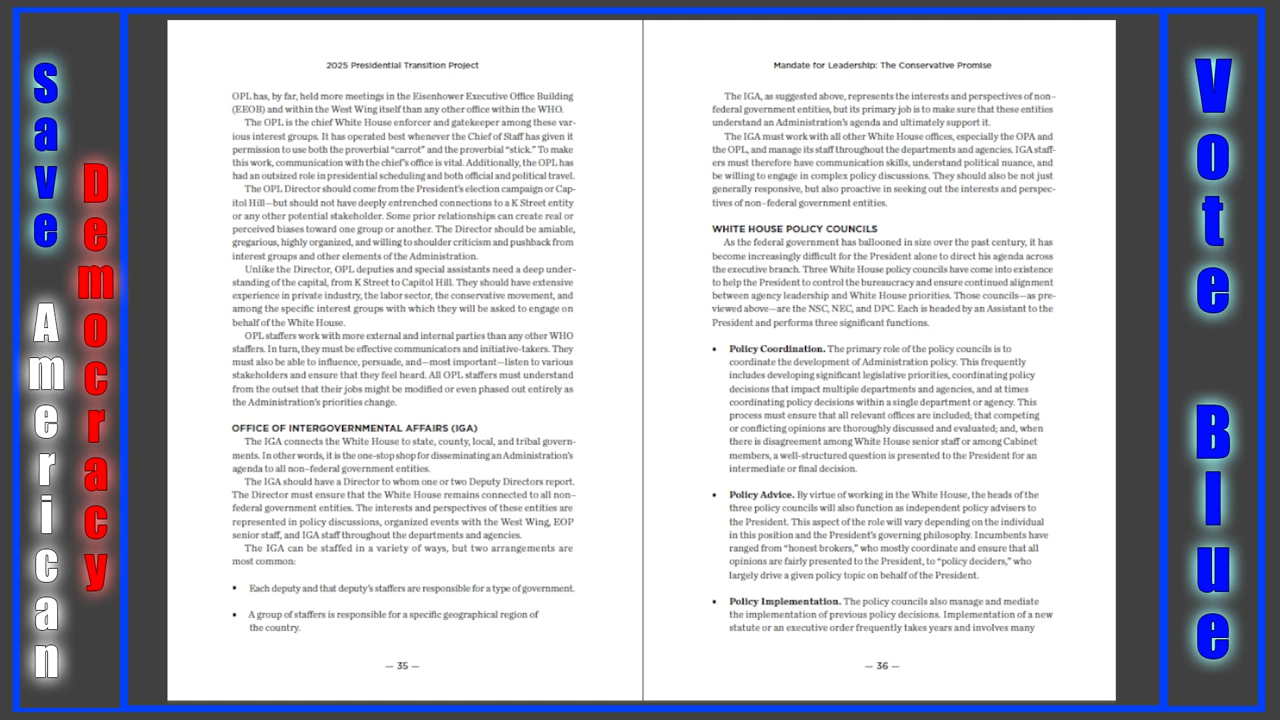 Save American
Democracy
2025 Presidential Transition Project
OPL has, by far, held more meetings in the Eisenhower Executive Office Building
(EEOB) and within the West Wing itself than any other office within the WHO.
The OPL is the chief White House enforcer and gatekeeper among these var-
ious interest groups. It has operated best whenever the Chief of Staff has given it
permission to use both the proverbial “carrot” and the proverbial “stick.” To make
this work, communication with the chief’s office is vital. Additionally, the OPL has
had an outsized role in presidential scheduling and both official and political travel.
The OPL Director should come from the President’s election campaign or Cap-
itol Hill—but should not have deeply entrenched connections to a K Street entity
or any other potential stakeholder. Some prior relationships can create real or
perceived biases toward one group or another. The Director should be amiable,
gregarious, highly organized, and willing to shoulder criticism and pushback from
interest groups and other elements of the Administration.
Unlike the Director, OPL deputies and special assistants need a deep under-
standing of the capital, from K Street to Capitol Hill. They should have extensive
experience in private industry, the labor sector, the conservative movement, and
among the specific interest groups with which they will be asked to engage on
behalf of the White House.
OPL staffers work with more external and internal parties than any other WHO
staffers. In turn, they must be effective communicators and initiative-takers. They
must also be able to influence, persuade, and—most important—listen to various
stakeholders and ensure that they feel heard. All OPL staffers must understand
from the outset that their jobs might be modified or even phased out entirely as
the Administration’s priorities change.
OFFICE OF INTERGOVERNMENTAL AFFAIRS (IGA)
The IGA connects the White House to state, county, local, and tribal govern-
ments. In other words, it is the one-stop shop for disseminating an Administration’s
agenda to all non-federal government entities.
The IGA should have a Director to whom one or two Deputy Directors report.
The Director must ensure that the White House remains connected to all non-
federal government entities. The interests and perspectives of these entities are
represented in policy discussions, organized events with the West Wing, EOP
senior staff, and IGA staff throughout the departments and agencies.
The IGA can be staffed in a variety of ways, but two arrangements are
most common:
• Each deputy and that deputy’s staffers are responsible for a type of government.
• A group of staffers is responsible for a specific geographical region of
the country.
— 35 —
Mandate for Leadership: The Conservative Promise
The IGA, as suggested above, represents the interests and perspectives of non-
federal government entities, but its primary job is to make sure that these entities
understand an Administration’s agenda and ultimately support it.
The IGA must work with all other White House offices, especially the OPA and
the OPL, and manage its staff throughout the departments and agencies. IGA staff-
ers must therefore have communication skills, understand political nuance, and
be willing to engage in complex policy discussions. They should also be not just
generally responsive, but also proactive in seeking out the interests and perspec-
tives of non-federal government entities.
WHITE HOUSE POLICY COUNCILS
As the federal government has ballooned in size over the past century, it has
become increasingly difficult for the President alone to direct his agenda across
the executive branch. Three White House policy councils have come into existence
to help the President to control the bureaucracy and ensure continued alignment
between agency leadership and White House priorities. Those councils—as pre-
viewed above—are the NSC, NEC, and DPC. Each is headed by an Assistant to the
President and performs three significant functions.
• Policy Coordination. The primary role of the policy councils is to
coordinate the development of Administration policy. This frequently
includes developing significant legislative priorities, coordinating policy
decisions that impact multiple departments and agencies, and at times
coordinating policy decisions within a single department or agency. This
process must ensure that all relevant offices are included; that competing
or conflicting opinions are thoroughly discussed and evaluated; and, when
there is disagreement among White House senior staff or among Cabinet
members, a well-structured question is presented to the President for an
intermediate or final decision.
• Policy Advice. By virtue of working in the White House, the heads of the
three policy councils will also function as independent policy advisers to
the President. This aspect of the role will vary depending on the individual
in this position and the President’s governing philosophy. Incumbents have
ranged from “honest brokers,” who mostly coordinate and ensure that all
opinions are fairly presented to the President, to “policy deciders,” who
largely drive a given policy topic on behalf of the President.
• Policy Implementation. The policy councils also manage and mediate
the implementation of previous policy decisions. Implementation of a new
statute or an executive order frequently takes years and involves many
— 36 —
Vote Blue